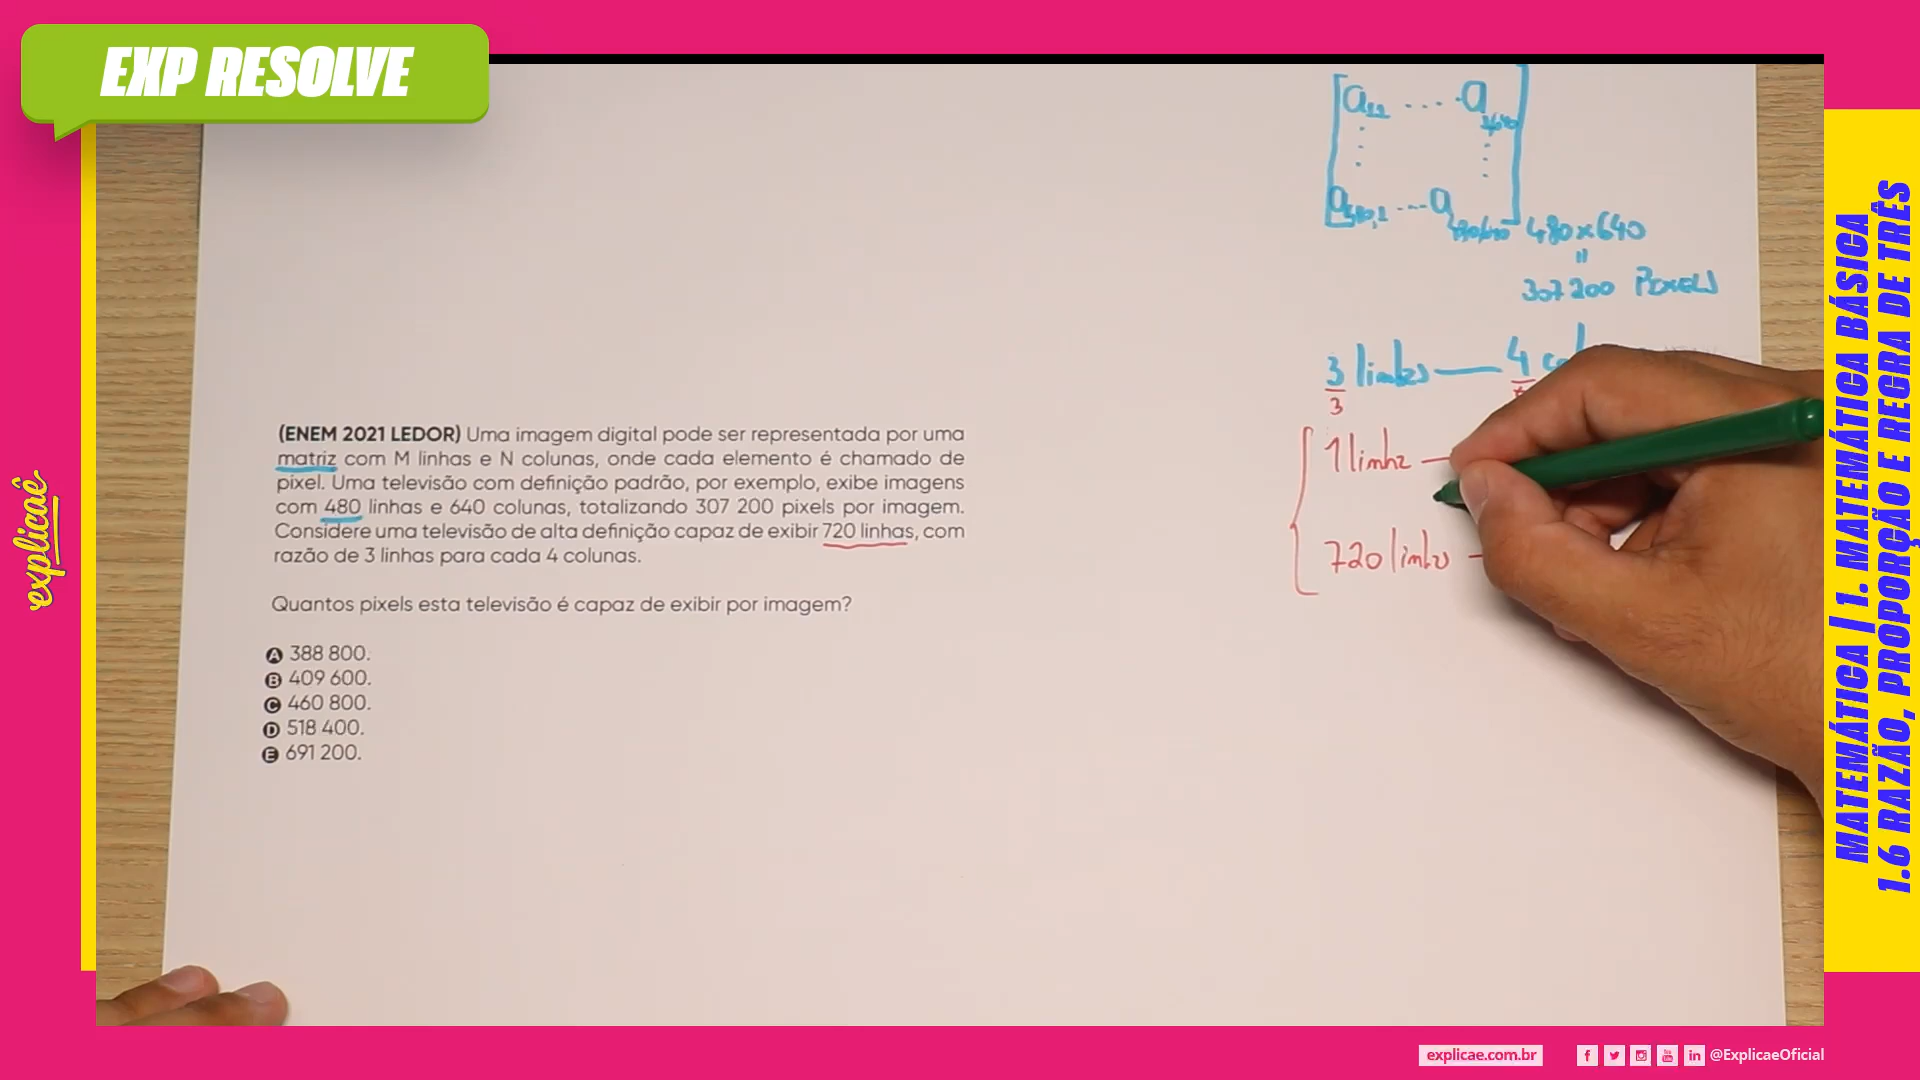 EXP RESOLVE
a₁₁ .... a
a ... a
480x640
=
307 200 PIXELS
3 linhas — 4
3
1 linha —
720 linhas —
(ENEM 2021 LEDOR) Uma imagem digital pode ser representada por uma
matriz com M linhas e N colunas, onde cada elemento é chamado de
pixel. Uma televisão com definição padrão, por exemplo, exibe imagens
com 480 linhas e 640 colunas, totalizando 307 200 pixels por imagem.
Considere uma televisão de alta definição capaz de exibir 720 linhas, com
razão de 3 linhas para cada 4 colunas.
Quantos pixels esta televisão é capaz de exibir por imagem?
A 388 800.
B 409 600.
C 460 800.
D 518 400.
E 691 200.
explicaê
MATEMÁTICA | 1. MATEMÁTICA BÁSICA
1.6 RAZÃO, PROPORÇÃO E REGRA DE TRÊS
explicae.com.br
@ExplicaeOficial